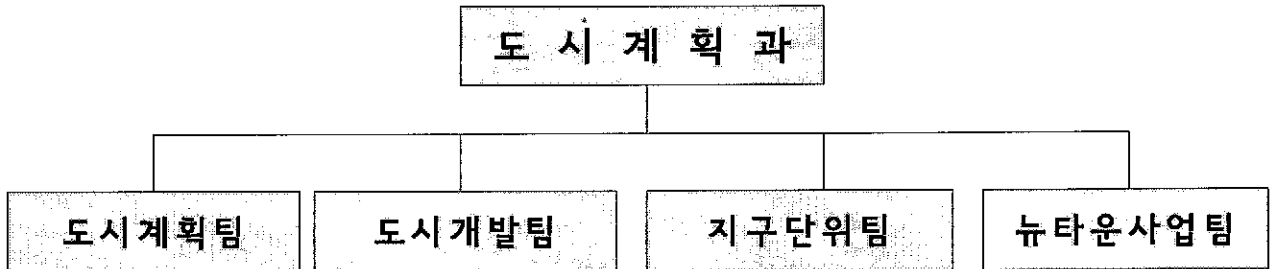 도시계획과
도시계획팀
도시개발팀
지구단위팀
뉴타운사업팀